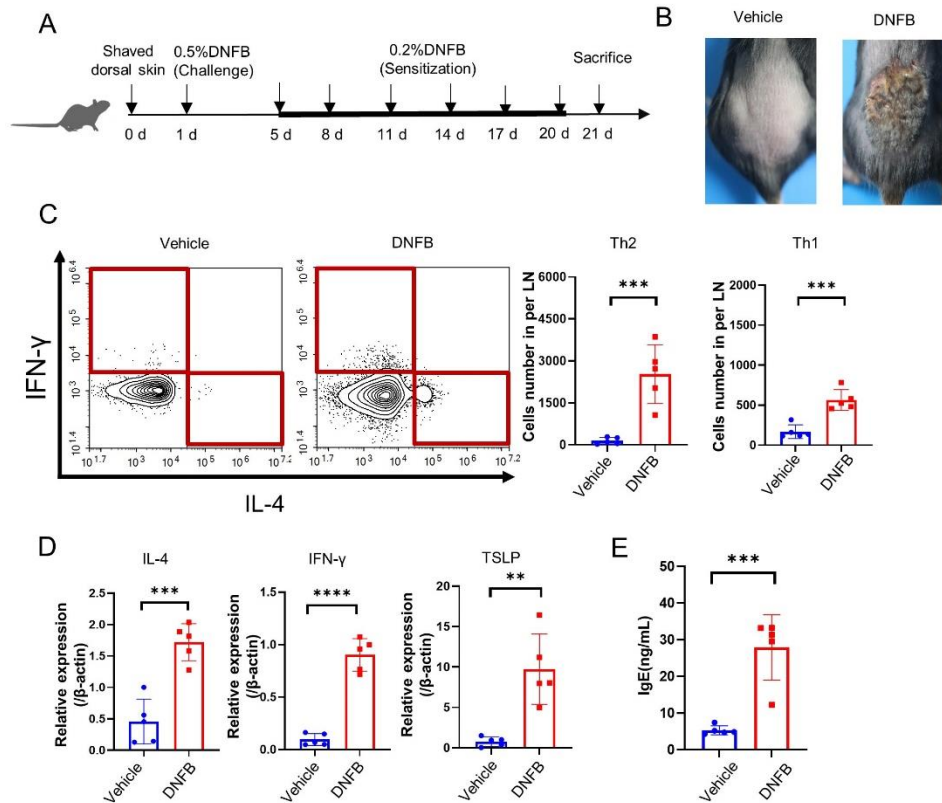 A
Shaved
dorsal skin
0.5%DNFB
(Challenge)
0.2%DNFB
(Sensitization)
Sacrifice
0 d
1 d
5 d
8 d
11 d
14 d
17 d
20 d
21 d
B
Vehicle
DNFB
C
Vehicle
DNFB
IFN-γ
10^6.4
10^5
10^4
10^3
10^1.4
10^1.7
10^3
10^4
10^5
10^6
10^7.2
10^6.4
10^5
10^4
10^3
10^1.4
10^1.7
10^3
10^4
10^5
10^6
10^7.2
IL-4
Th2
Cells number in per LN
6000
3000
0
***
Vehicle
DNFB
Th1
Cells number in per LN
2000
1500
1000
500
0
***
Vehicle
DNFB
D
IL-4
Relative expression
(/β-actin)
2.5
2.0
1.5
1.0
0.5
0.0
***
Vehicle
DNFB
IFN-γ
Relative expression
(/β-actin)
1.5
1.0
0.5
0.0
****
Vehicle
DNFB
TSLP
Relative expression
(/β-actin)
20
15
10
5
0
**
Vehicle
DNFB
E
IgE(ng/mL)
50
40
30
20
10
0
***
Vehicle
DNFB